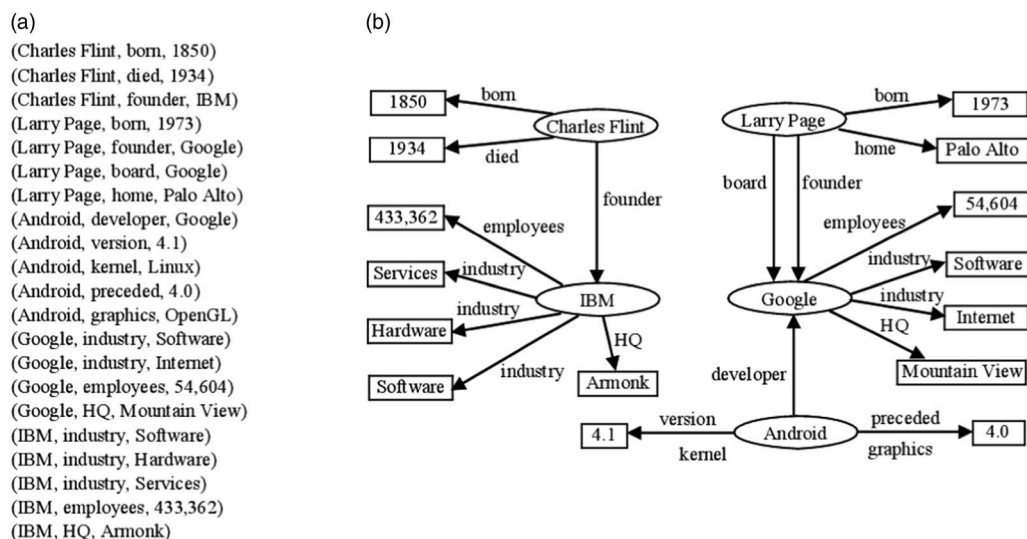 (a)
(Charles Flint, born, 1850)
(Charles Flint, died, 1934)
(Charles Flint, founder, IBM)
(Larry Page, born, 1973)
(Larry Page, founder, Google)
(Larry Page, board, Google)
(Larry Page, home, Palo Alto)
(Android, developer, Google)
(Android, version, 4.1)
(Android, kernel, Linux)
(Android, preceded, 4.0)
(Android, graphics, OpenGL)
(Google, industry, Software)
(Google, industry, Internet)
(Google, employees, 54,604)
(Google, HQ, Mountain View)
(IBM, industry, Software)
(IBM, industry, Hardware)
(IBM, industry, Services)
(IBM, employees, 433,362)
(IBM, HQ, Armonk)
(b)
1850
born
Charles Flint
1934
died
founder
433,362
employees
Services
industry
IBM
Hardware
industry
HQ
Software
industry
Armonk
Larry Page
born
1973
home
Palo Alto
board
founder
employees
54,604
industry
Software
Google
industry
Internet
HQ
Mountain View
developer
4.1
version
kernel
Android
preceded
graphics
4.0